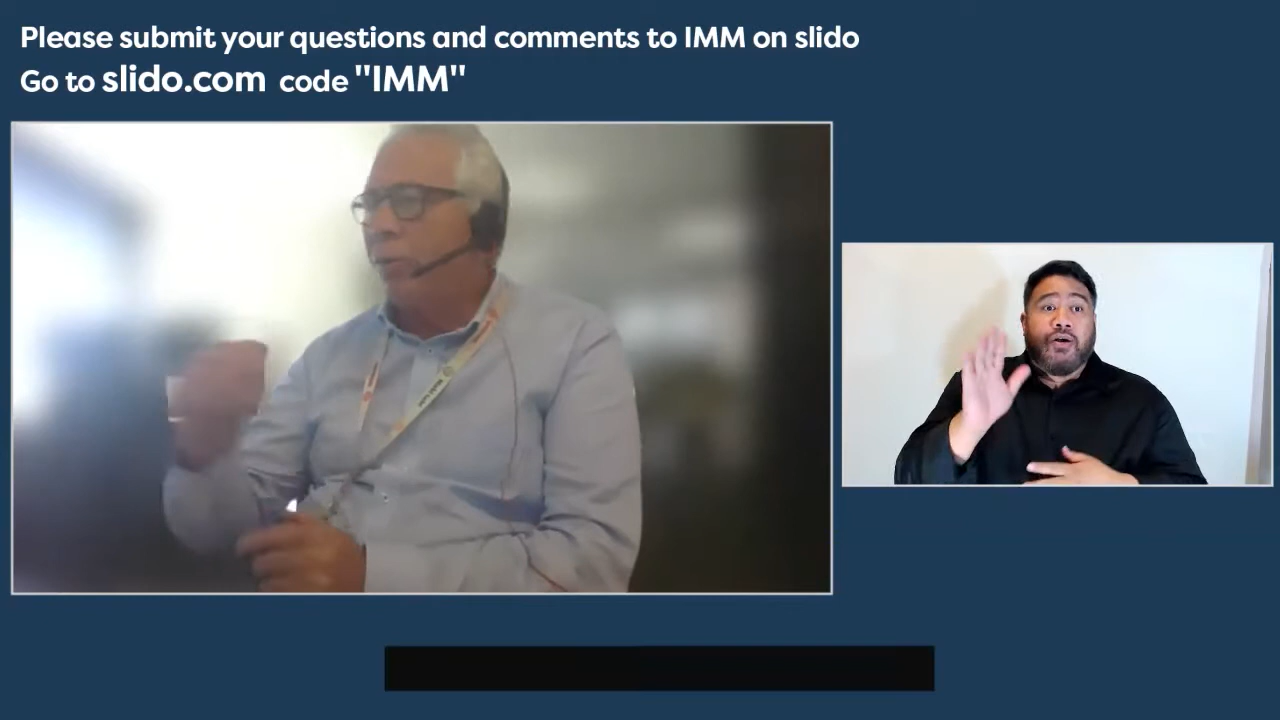 Please submit your questions and comments to IMM on slido
Go to slido.com code "IMM"